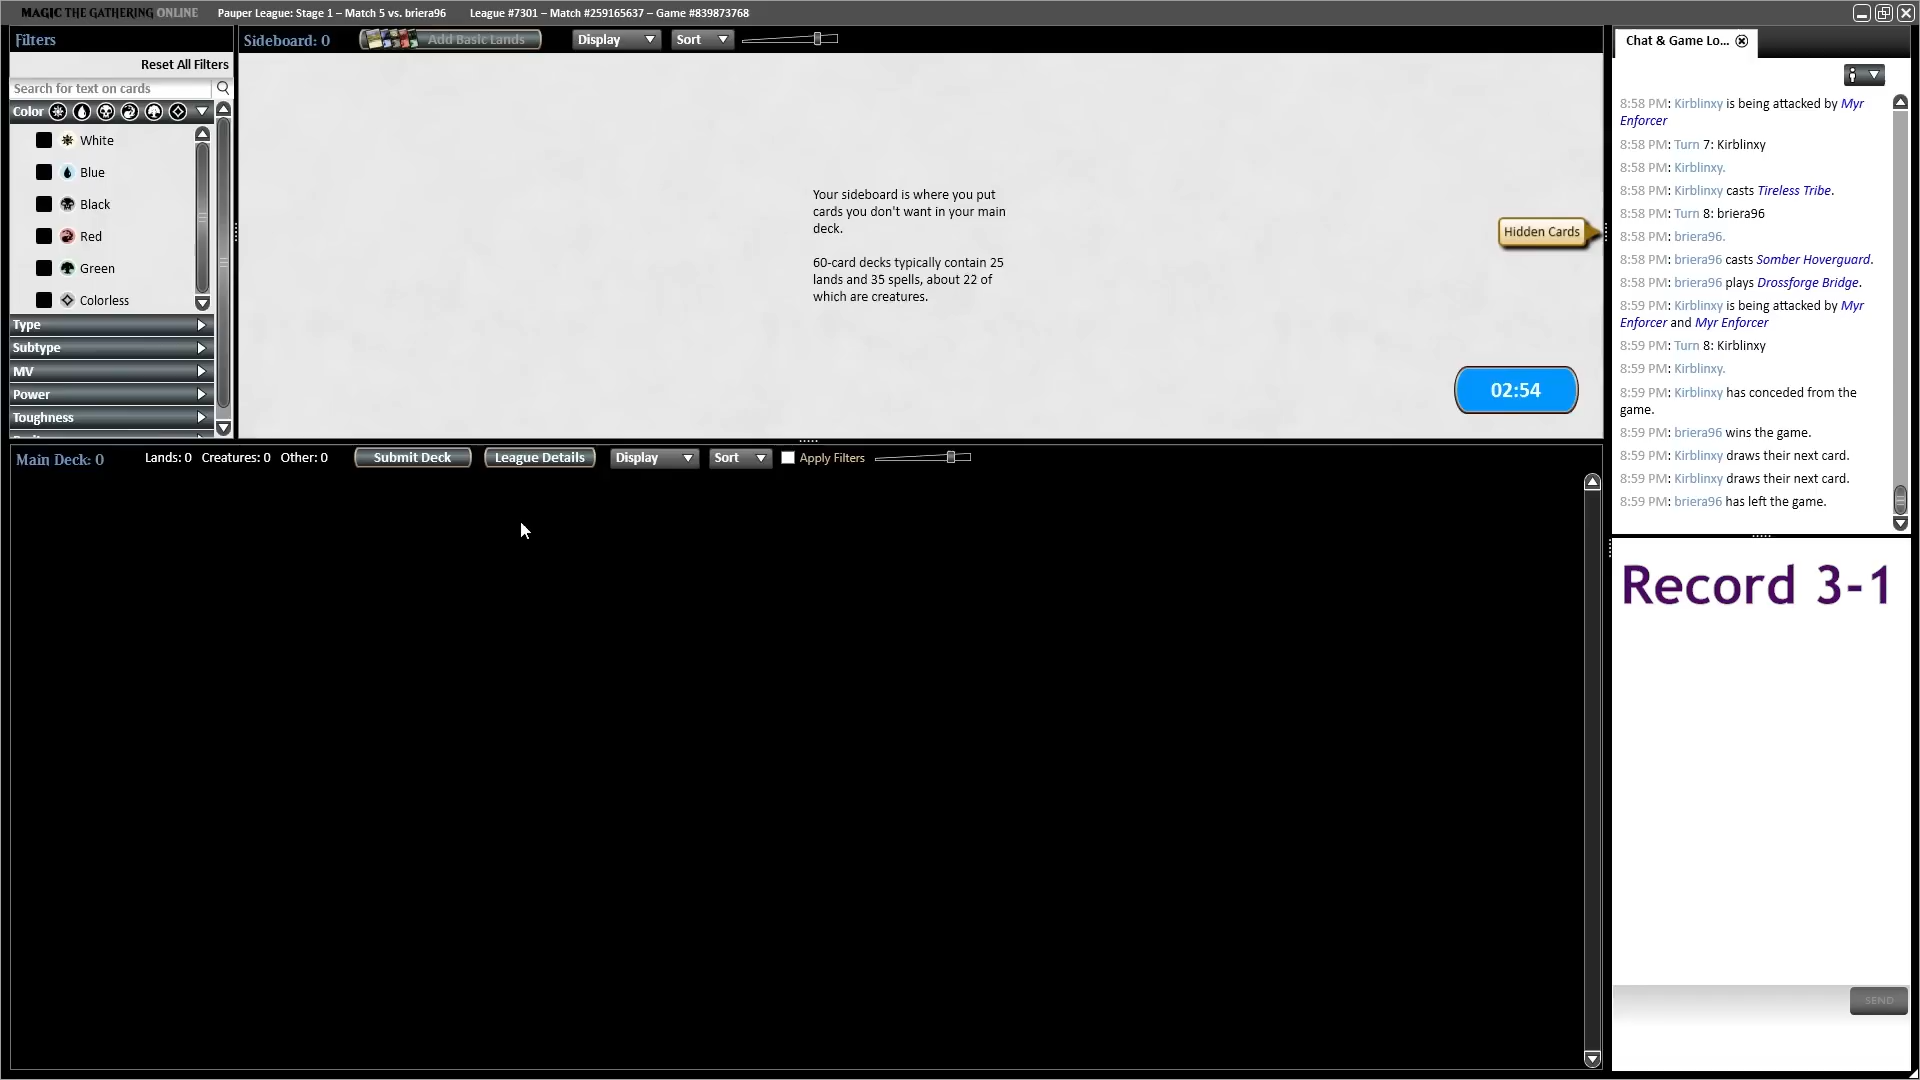 MAGIC THE GATHERING ONLINE Pauper League: Stage 1 – Match 5 vs. briera96 League #7301 – Match #259165637 – Game #839873768
Filters
Reset All Filters
Search for text on cards
Color
White
Blue
Black
Red
Green
Colorless
Type
Subtype
MV
Power
Toughness
Sideboard: 0 Add Basic Lands Display Sort
Your sideboard is where you put
cards you don't want in your main
deck.
60-card decks typically contain 25
lands and 35 spells, about 22 of
which are creatures.
Hidden Cards
02:54
Main Deck: 0 Lands: 0 Creatures: 0 Other: 0 Submit Deck League Details Display Sort Apply Filters
Chat & Game Lo...
8:58 PM: Kirblinxy is being attacked by Myr
Enforcer
8:58 PM: Turn 7: Kirblinxy
8:58 PM: Kirblinxy.
8:58 PM: Kirblinxy casts Tireless Tribe.
8:58 PM: Turn 8: briera96
8:58 PM: briera96.
8:58 PM: briera96 casts Somber Hoverguard.
8:58 PM: briera96 plays Drossforge Bridge.
8:59 PM: Kirblinxy is being attacked by Myr
Enforcer and Myr Enforcer
8:59 PM: Turn 8: Kirblinxy
8:59 PM: Kirblinxy.
8:59 PM: Kirblinxy has conceded from the
game.
8:59 PM: briera96 wins the game.
8:59 PM: Kirblinxy draws their next card.
8:59 PM: Kirblinxy draws their next card.
8:59 PM: briera96 has left the game.
Record 3-1
SEND